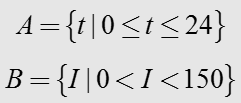 A = {t | 0 ≤ t ≤ 24}
B = {I | 0 < I < 150}